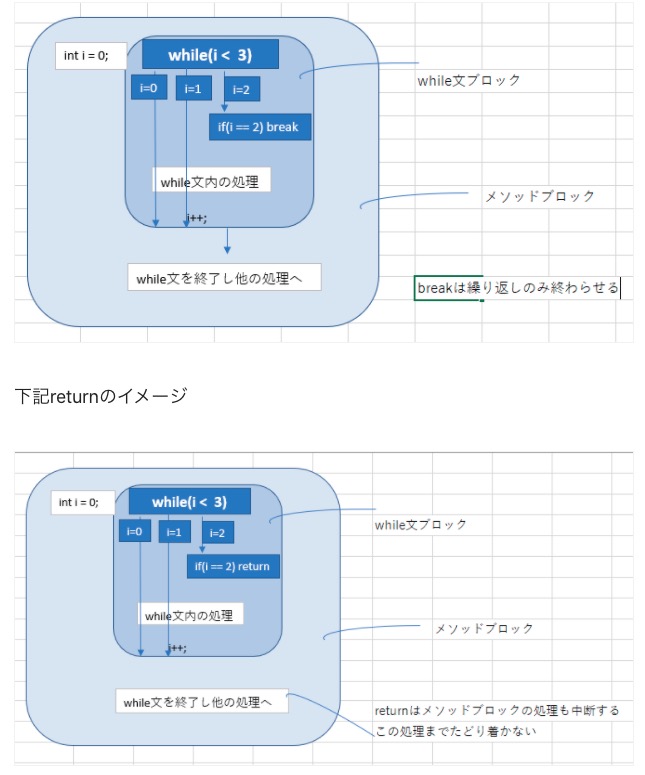 int i = 0;
while(i < 3)
i=0
i=1
i=2
if(i == 2) break
while文ブロック
while文内の処理
メソッドブロック
i++;
while文を終了し他の処理へ
breakは繰り返しのみ終わらせる
下記returnのイメージ
int i = 0;
while(i < 3)
i=0
i=1
i=2
while文ブロック
if(i == 2) return
while文内の処理
メソッドブロック
i++;
while文を終了し他の処理へ
returnはメソッドブロックの処理も中断する
この処理までたどり着かない